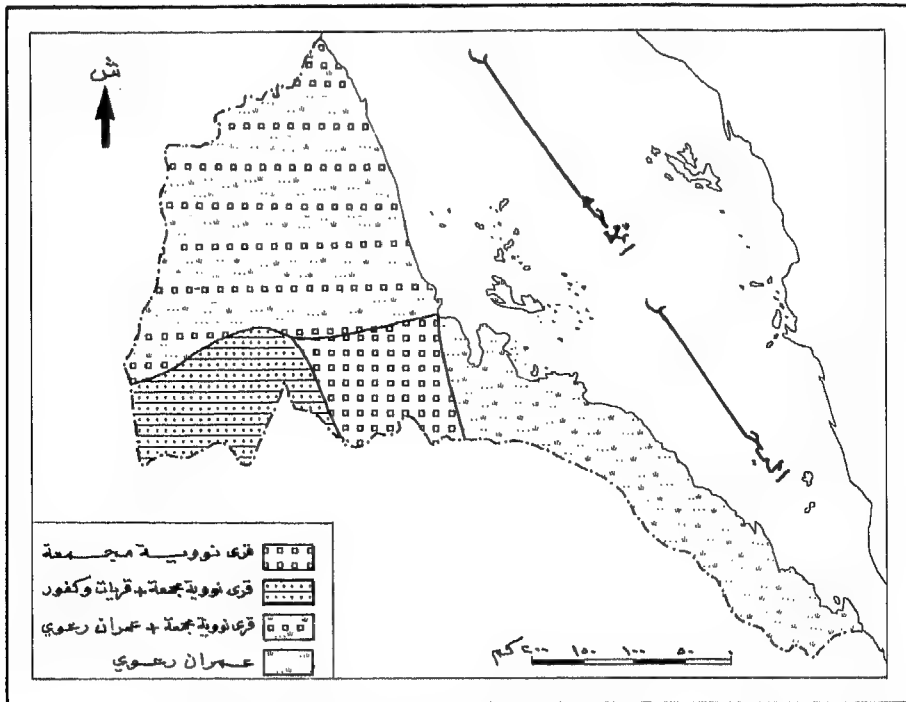 ش
البحر
الأحمر
قرى نووية مجمعة
قرى نووية مجمعة + قريات وكفور
قرى نووية مجمعة + عمران رعوي
عمران رعوي
٢٠٠ كم ١٥٠ ١٠٠ ٥٠ ٠